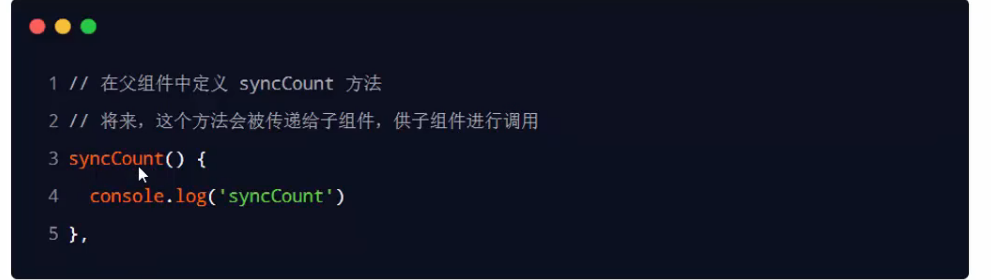 1 // 在父组件中定义 syncCount 方法
2 // 将来，这个方法会被传递给子组件，供子组件进行调用
3 syncCount() {
4   console.log('syncCount')
5 },